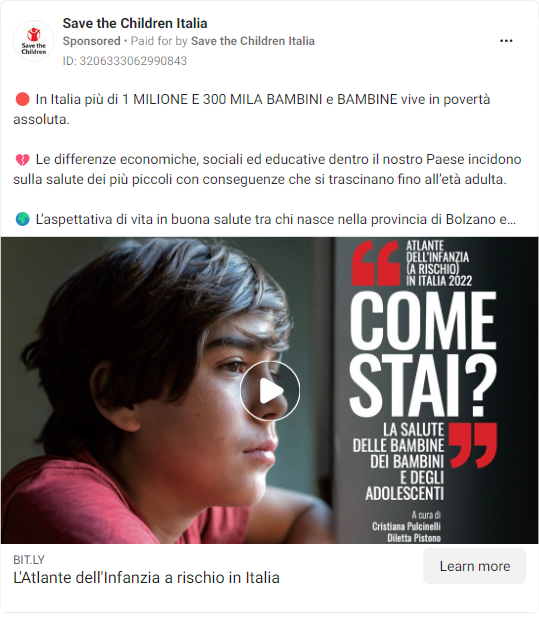 Save the Children Italia
Sponsored • Paid for by Save the Children Italia
ID: 3206333062990843
Save the
Children
🔴 In Italia più di 1 MILIONE E 300 MILA BAMBINI e BAMBINE vive in povertà
assoluta.
💔 Le differenze economiche, sociali ed educative dentro il nostro Paese incidono
sulla salute dei più piccoli con conseguenze che si trascinano fino all'età adulta.
🌍 L'aspettativa di vita in buona salute tra chi nasce nella provincia di Bolzano e...
“ ATLANTE
DELL'INFANZIA
(A RISCHIO)
IN ITALIA 2022
COME
STAI?
LA SALUTE
DELLE BAMBINE
DEI BAMBINI
E DEGLI
ADOLESCENTI ”
A cura di
Cristiana Pulcinelli
Diletta Pistono
BIT.LY
L'Atlante dell'Infanzia a rischio in Italia
Learn more